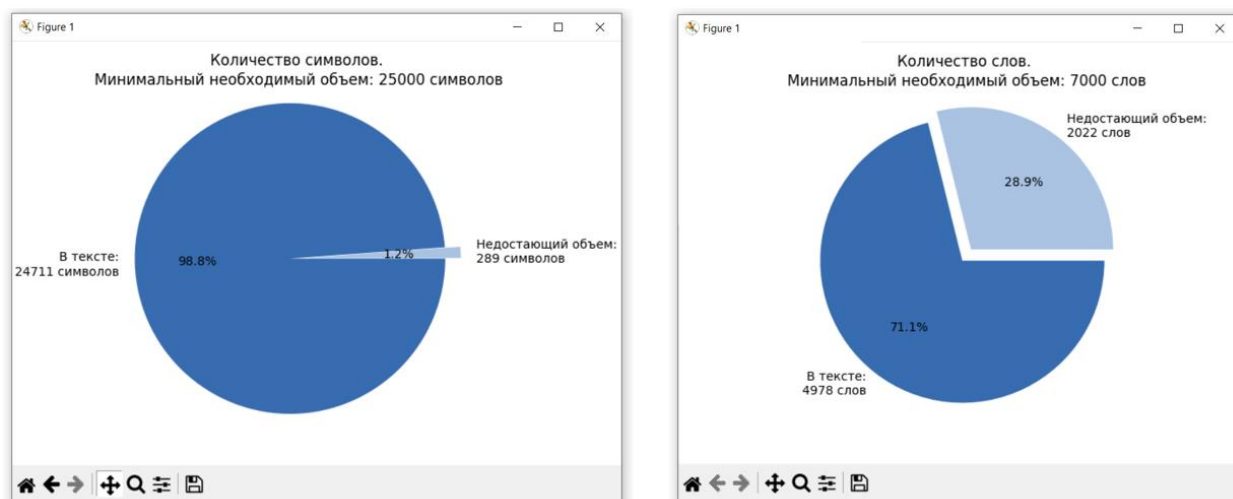 Figure 1
Количество символов.
Минимальный необходимый объем: 25000 символов
Недостающий объем:
289 символов
1.2%
98.8%
В тексте:
24711 символов
Figure 1
Количество слов.
Минимальный необходимый объем: 7000 слов
Недостающий объем:
2022 слов
28.9%
71.1%
В тексте:
4978 слов